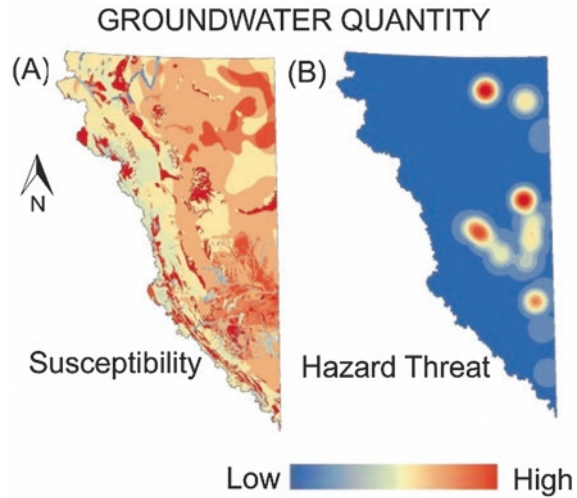 GROUNDWATER QUANTITY
(A)
(B)
N
Susceptibility
Hazard Threat
Low
High